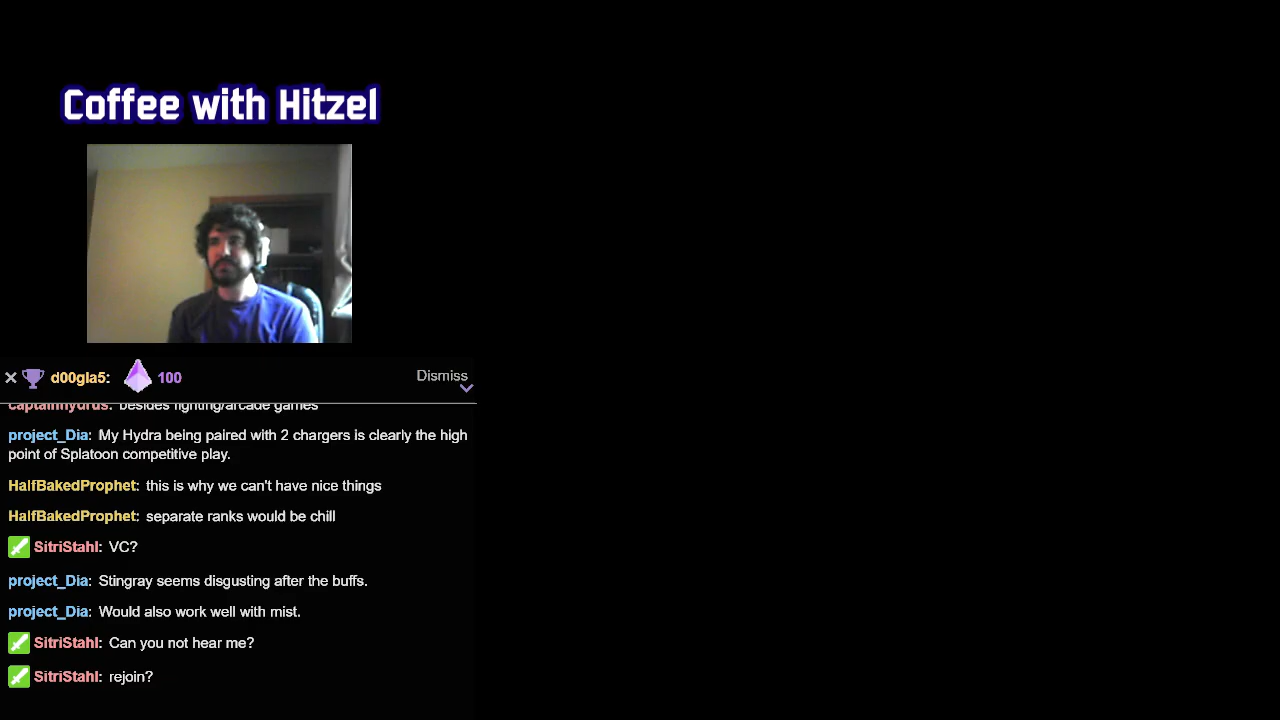 Coffee with Hitzel
d00gla5: 100 Dismiss
captainhydrus: besides fighting/arcade games
project_Dia: My Hydra being paired with 2 chargers is clearly the high
point of Splatoon competitive play.
HalfBakedProphet: this is why we can't have nice things
HalfBakedProphet: separate ranks would be chill
SitriStahl: VC?
project_Dia: Stingray seems disgusting after the buffs.
project_Dia: Would also work well with mist.
SitriStahl: Can you not hear me?
SitriStahl: rejoin?